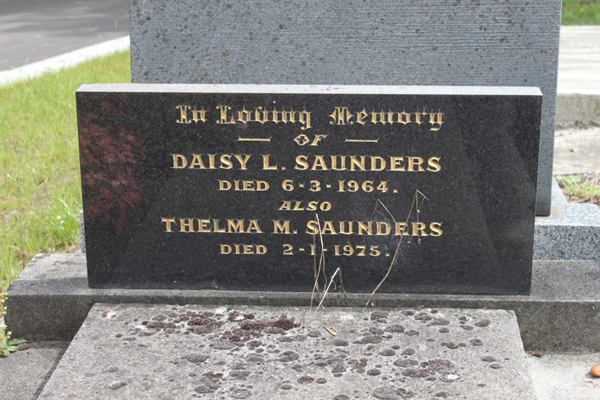 In Loving Memory
OF
DAISY L. SAUNDERS
DIED 6-3-1964.
ALSO
THELMA M. SAUNDERS
DIED 2-1-1975.